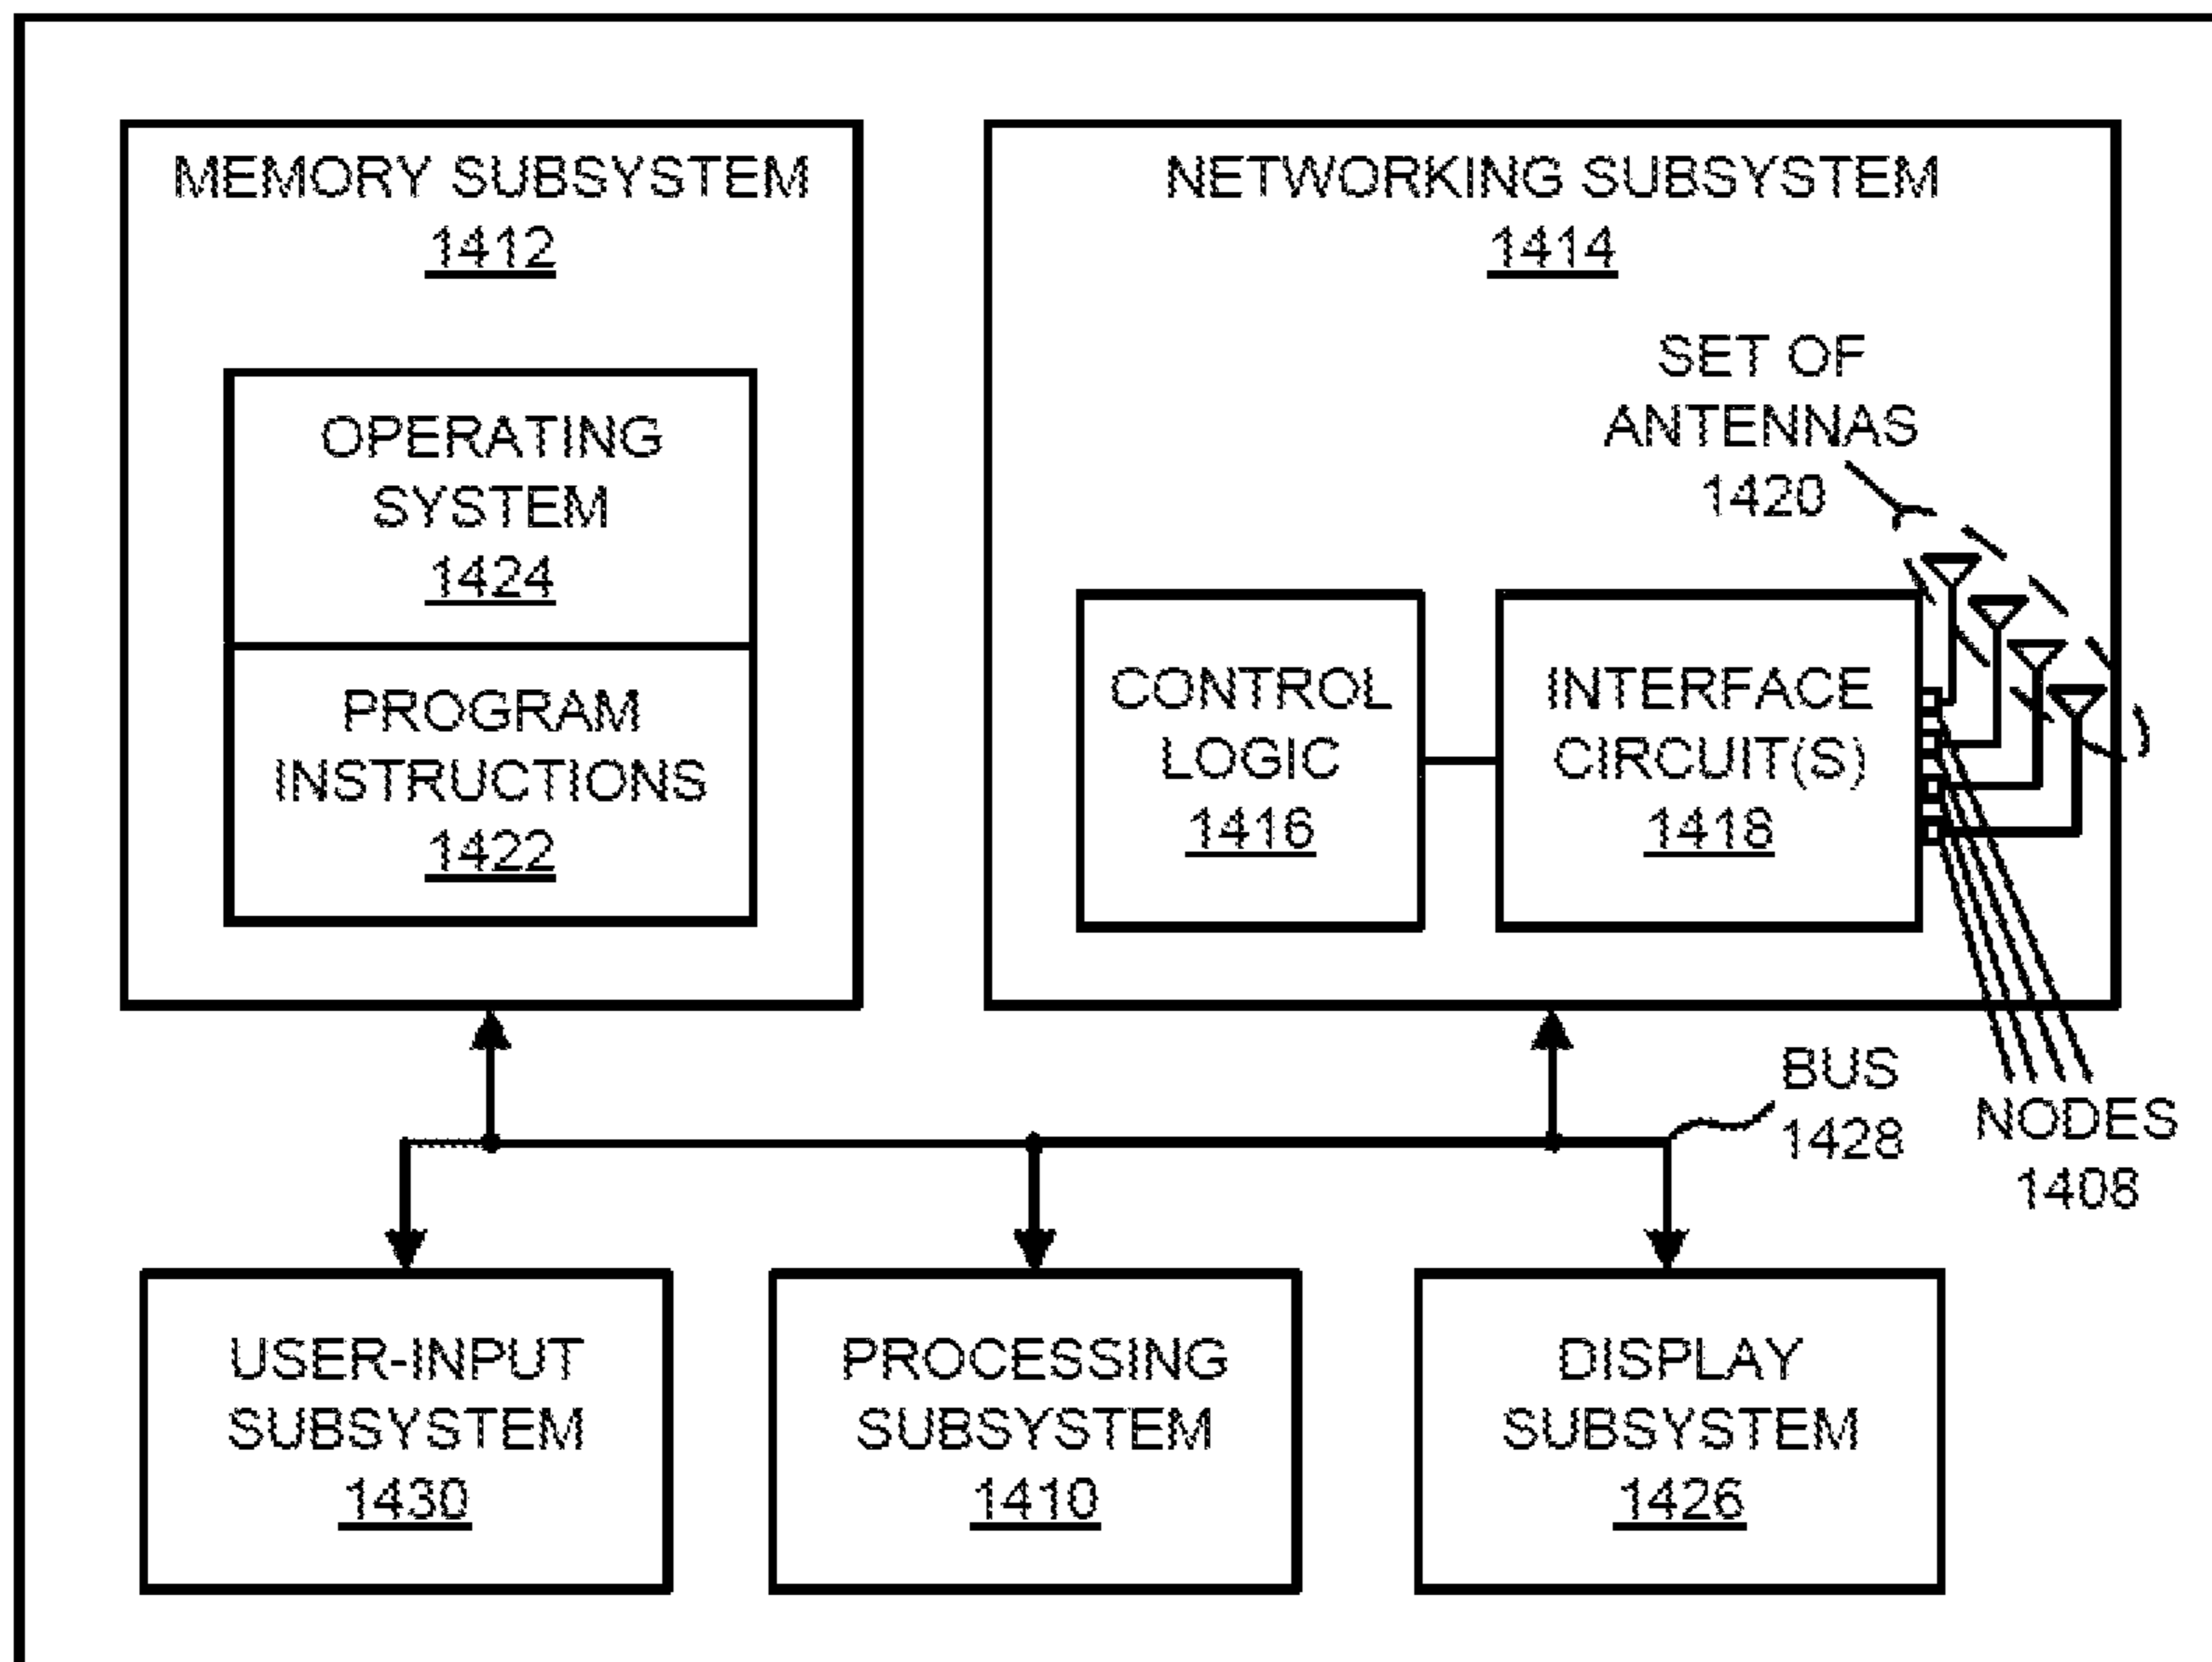 MEMORY SUBSYSTEM
1412
OPERATING
SYSTEM
1424
PROGRAM
INSTRUCTIONS
1422
NETWORKING SUBSYSTEM
1414
SET OF
ANTENNAS
1420
CONTROL
LOGIC
1416
INTERFACE
CIRCUIT(S)
1418
BUS
1428
NODES
1408
USER-INPUT
SUBSYSTEM
1430
PROCESSING
SUBSYSTEM
1410
DISPLAY
SUBSYSTEM
1426